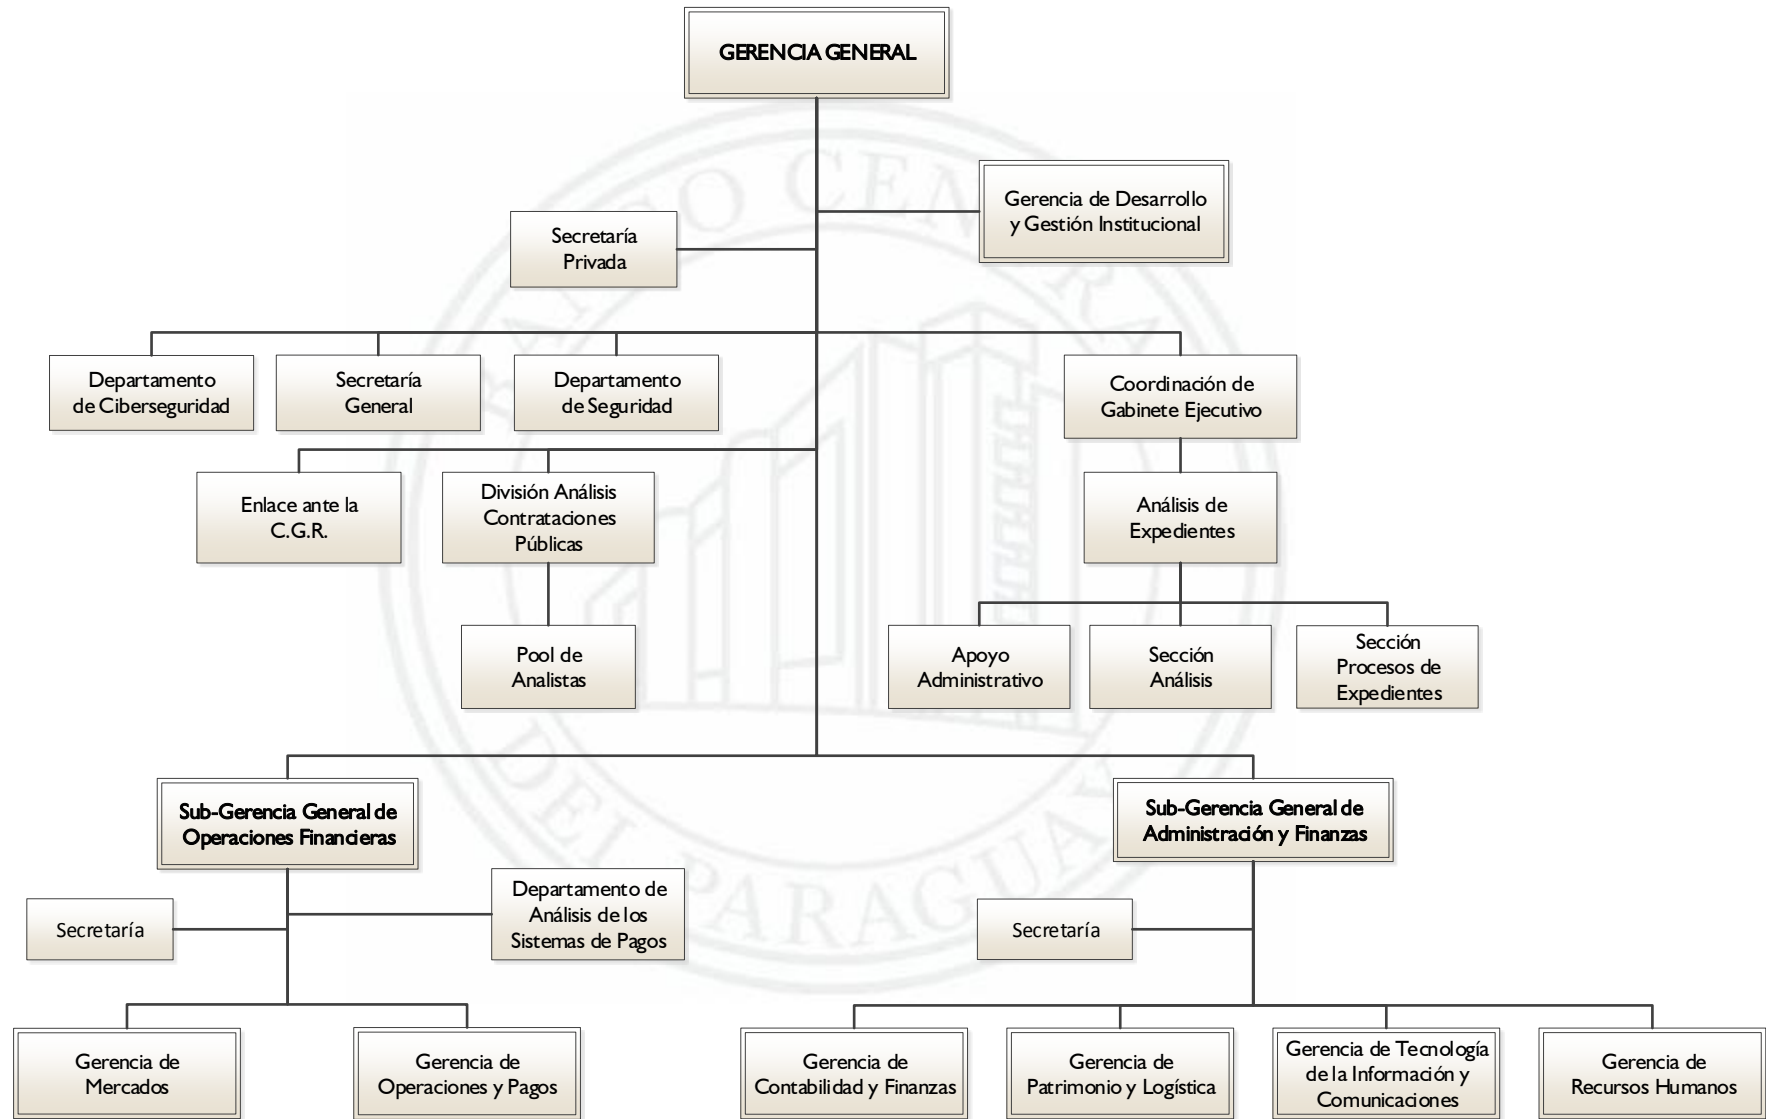 GERENCIA GENERAL
Gerencia de Desarrollo
y Gestión Institucional
Secretaría
Privada
Departamento
de Ciberseguridad
Secretaría
General
Departamento
de Seguridad
Coordinación de
Gabinete Ejecutivo
Enlace ante la
C.G.R.
División Análisis
Contrataciones
Públicas
Análisis de
Expedientes
Pool de
Analistas
Apoyo
Administrativo
Sección
Análisis
Sección
Procesos de
Expedientes
Sub-Gerencia General de
Operaciones Financieras
Sub-Gerencia General de
Administración y Finanzas
Secretaría
Departamento de
Análisis de los
Sistemas de Pagos
Secretaría
Gerencia de
Mercados
Gerencia de
Operaciones y Pagos
Gerencia de
Contabilidad y Finanzas
Gerencia de
Patrimonio y Logística
Gerencia de Tecnología
de la Información y
Comunicaciones
Gerencia de
Recursos Humanos
BANCO CENTRAL
DEL PARAGUAY